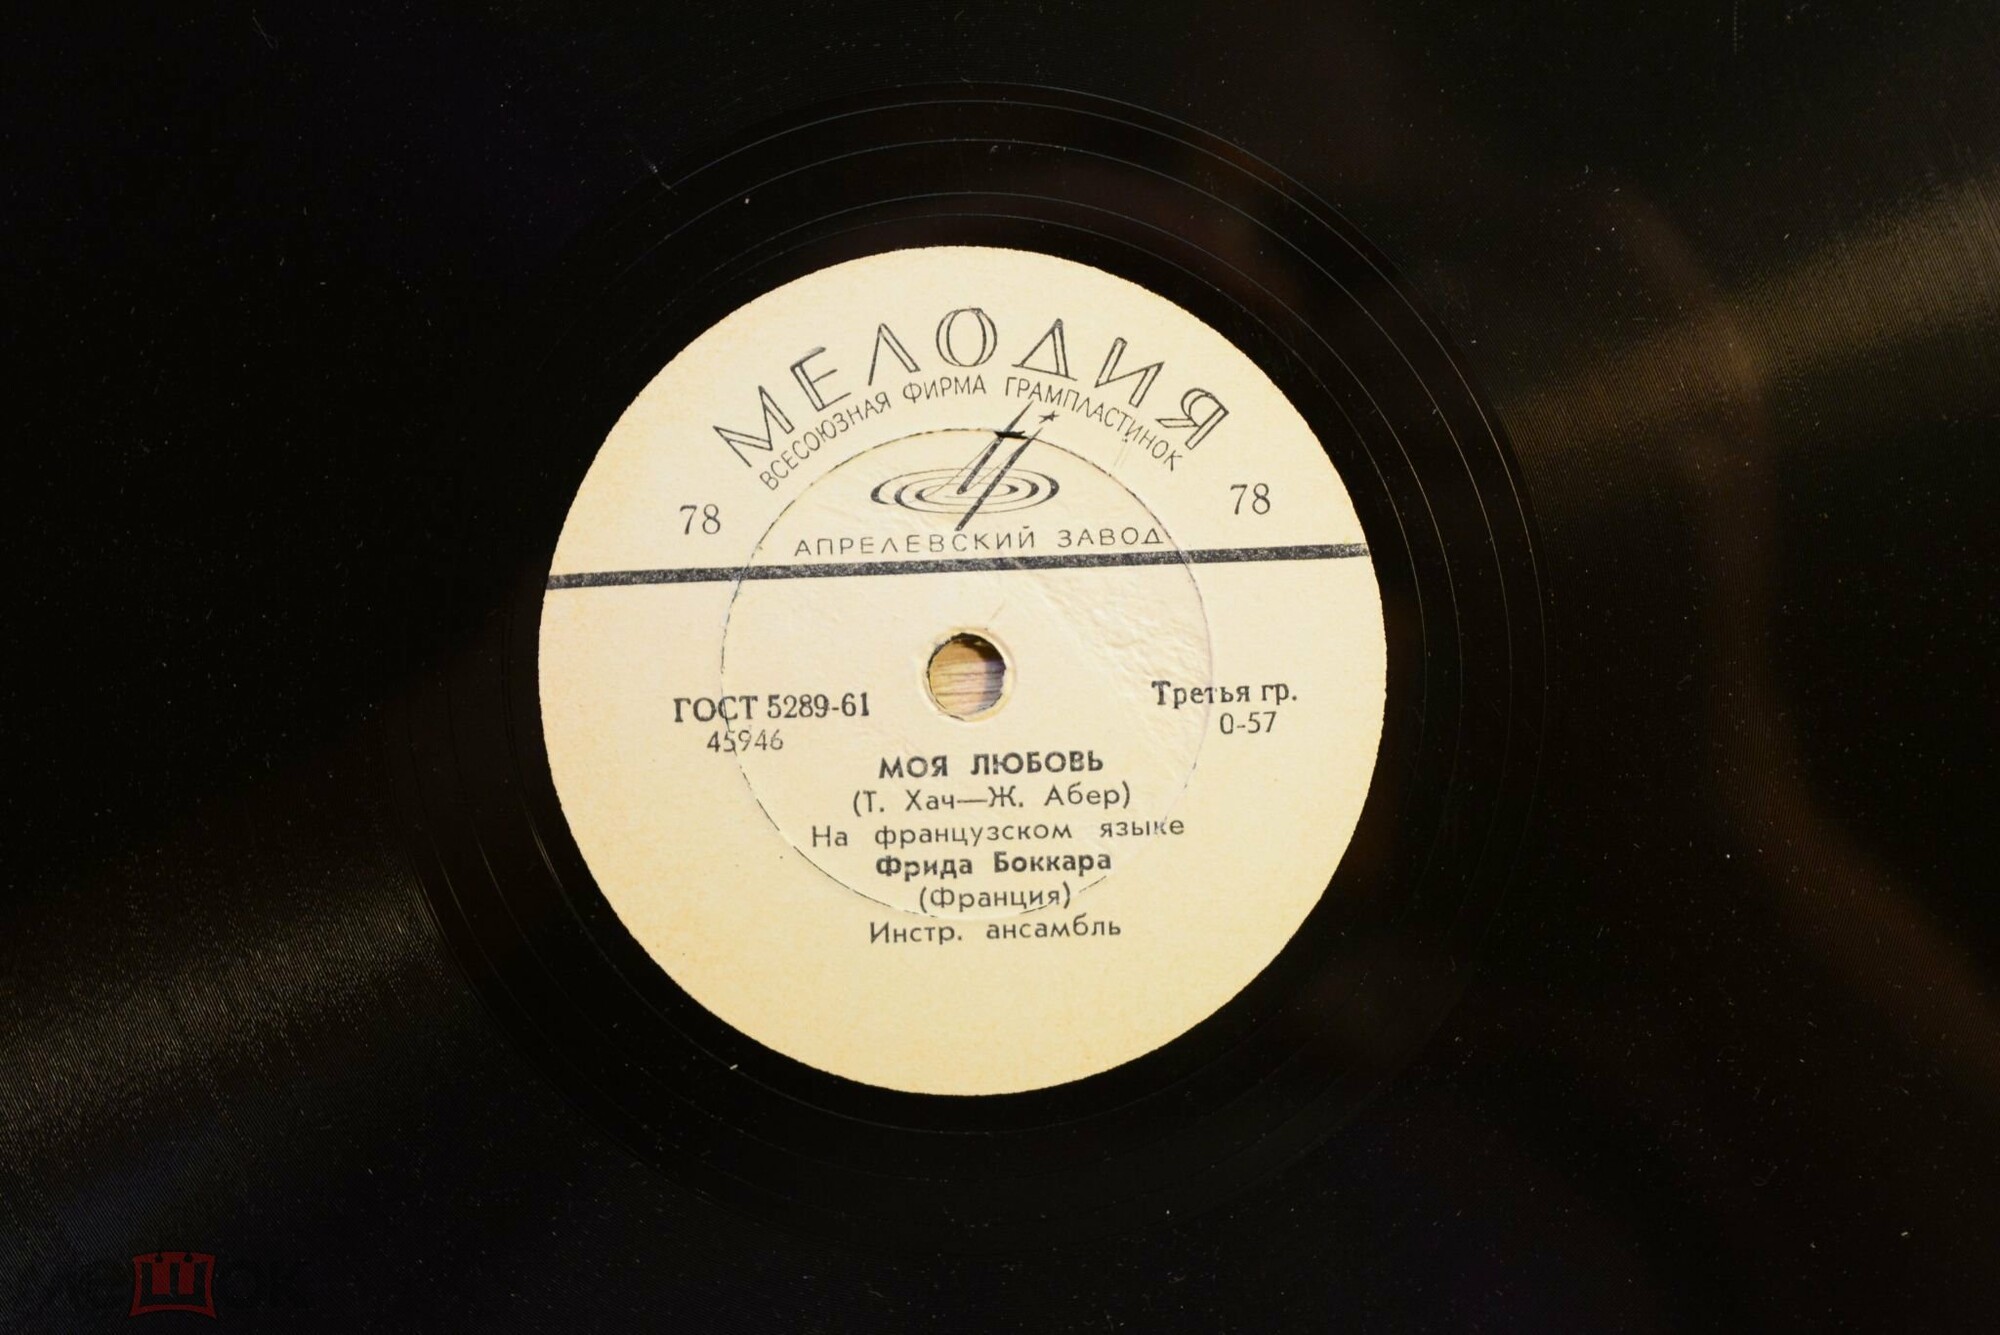 МЕЛОДИЯ
ВСЕСОЮЗНАЯ ФИРМА ГРАМПЛАСТИНОК
78 78
АПРЕЛЕВСКИЙ ЗАВОД
ГОСТ 5289-61 Третья гр.
45946 0-57
МОЯ ЛЮБОВЬ
(Т. Хач—Ж. Абер)
На французском языке
Фрида Боккара
(Франция)
Инстр. ансамбль
мешок